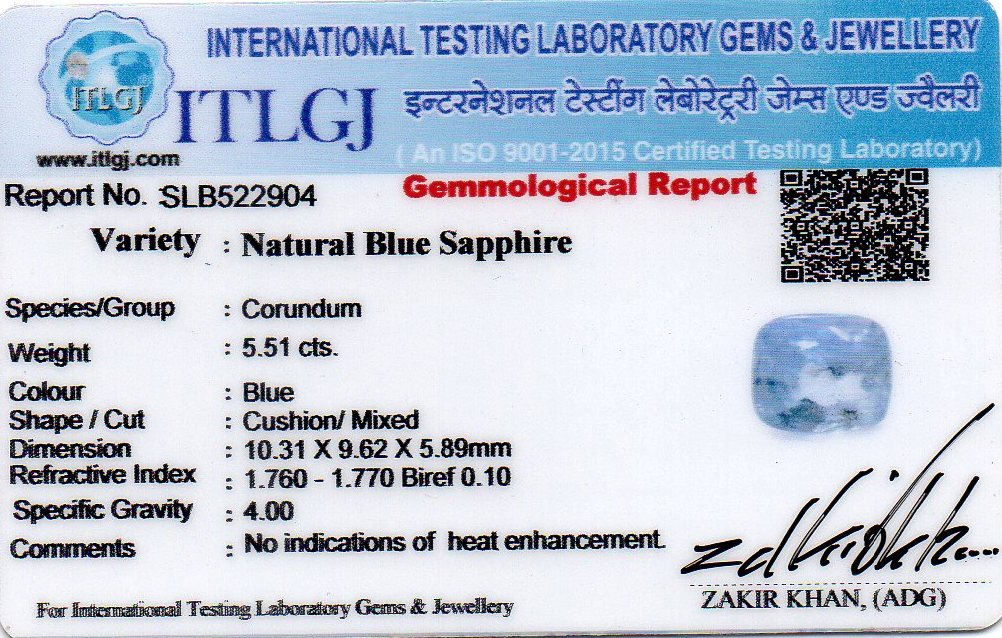 INTERNATIONAL TESTING LABORATORY GEMS & JEWELLERY
ITLGJ
ITLGJ
इन्टरनेशनल टेस्टींग लेबोरेट्ररी जेम्स एण्ड ज्वैलरी
www.itlgj.com
( An ISO 9001-2015 Certified Testing Laboratory)
Report No. SLB522904
Gemmological Report
Variety : Natural Blue Sapphire
Species/Group : Corundum
Weight : 5.51 cts.
Colour : Blue
Shape / Cut : Cushion/ Mixed
Dimension : 10.31 X 9.62 X 5.89mm
Refractive Index : 1.760 - 1.770 Biref 0.10
Specific Gravity : 4.00
Comments : No indications of heat enhancement.
ZAKIR KHAN, (ADG)
For International Testing Laboratory Gems & Jewellery